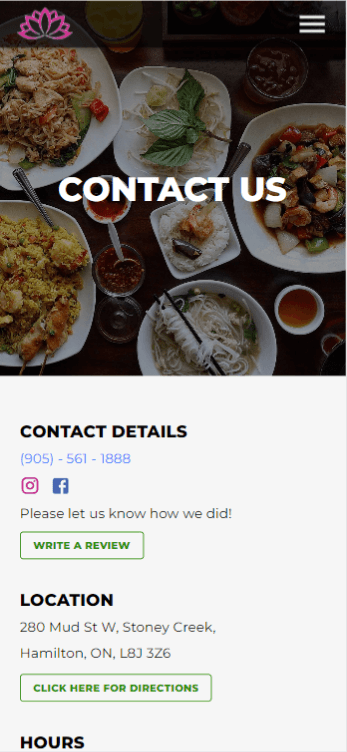 CONTACT US
CONTACT DETAILS
(905) - 561 - 1888
Please let us know how we did!
WRITE A REVIEW
LOCATION
280 Mud St W, Stoney Creek,
Hamilton, ON, L8J 3Z6
CLICK HERE FOR DIRECTIONS
HOURS